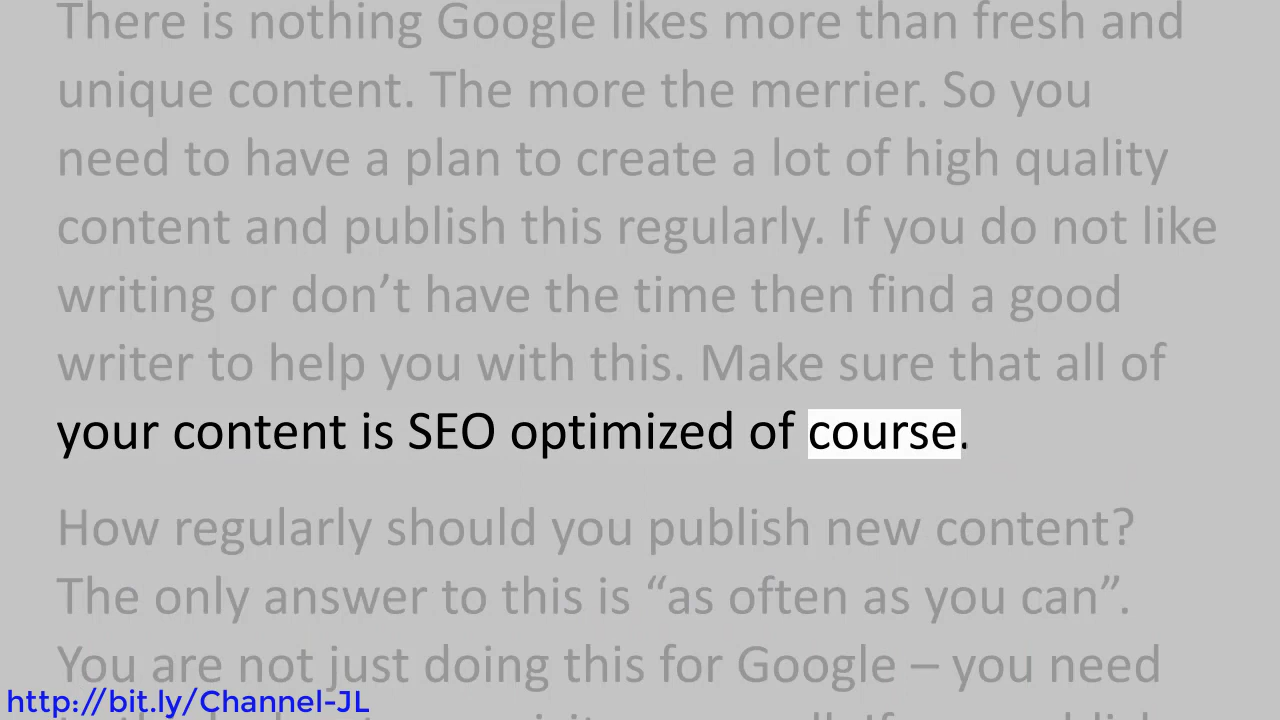 There is nothing Google likes more than fresh and
unique content. The more the merrier. So you
need to have a plan to create a lot of high quality
content and publish this regularly. If you do not like
writing or don’t have the time then find a good
writer to help you with this. Make sure that all of
your content is SEO optimized of course.
How regularly should you publish new content?
The only answer to this is “as often as you can”.
You are not just doing this for Google – you need
http://bit.ly/Channel-JL